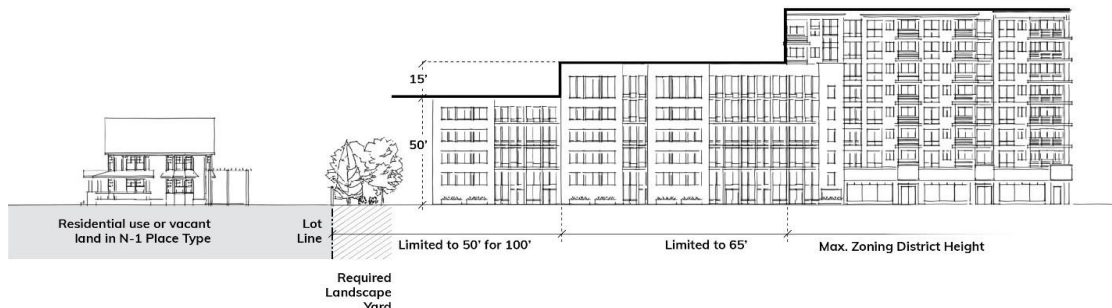 15'
50'
Residential use or vacant
land in N-1 Place Type
Lot
Line
Limited to 50' for 100'
Limited to 65'
Max. Zoning District Height
Required
Landscape
Yard